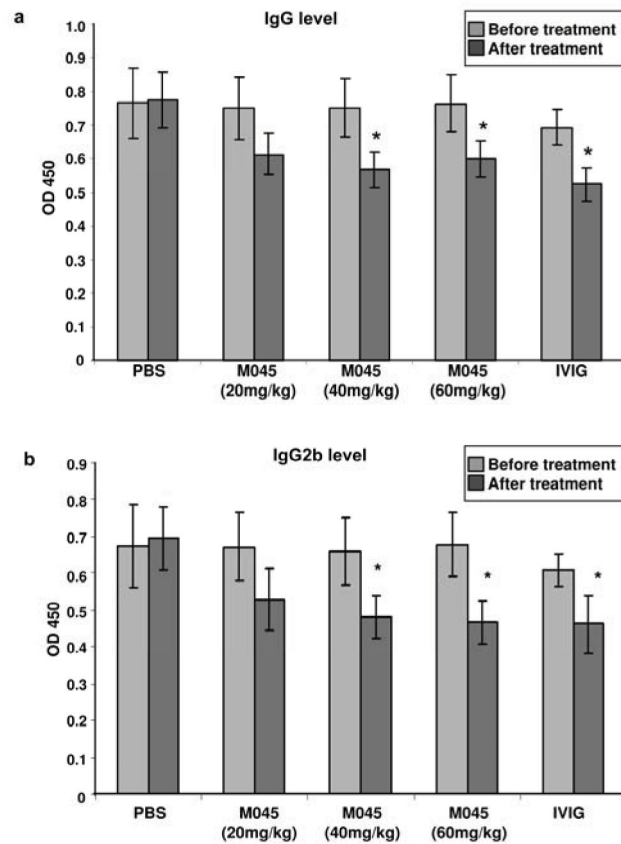 a
IgG level
Before treatment
After treatment
OD 450
1.0
0.9
0.8
0.7
0.6
0.5
0.4
0.3
0.2
0.1
0
*
*
*
PBS
M045
(20mg/kg)
M045
(40mg/kg)
M045
(60mg/kg)
IVIG
b
IgG2b level
Before treatment
After treatment
OD 450
0.9
0.8
0.7
0.6
0.5
0.4
0.3
0.2
0.1
0.0
*
*
*
PBS
M045
(20mg/kg)
M045
(40mg/kg)
M045
(60mg/kg)
IVIG